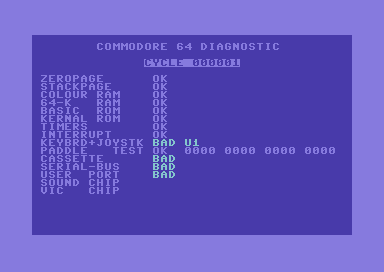 COMMODORE 64 DIAGNOSTIC
CYCLE 000001
ZEROPAGE OK
STACKPAGE OK
COLOUR RAM OK
64-K RAM OK
BASIC ROM OK
KERNAL ROM OK
TIMERS OK
INTERRUPT OK
KEYBRD+JOYSTK BAD U1
PADDLE TEST OK 0000 0000 0000 0000
CASSETTE BAD
SERIAL-BUS BAD
USER PORT BAD
SOUND CHIP
VIC CHIP